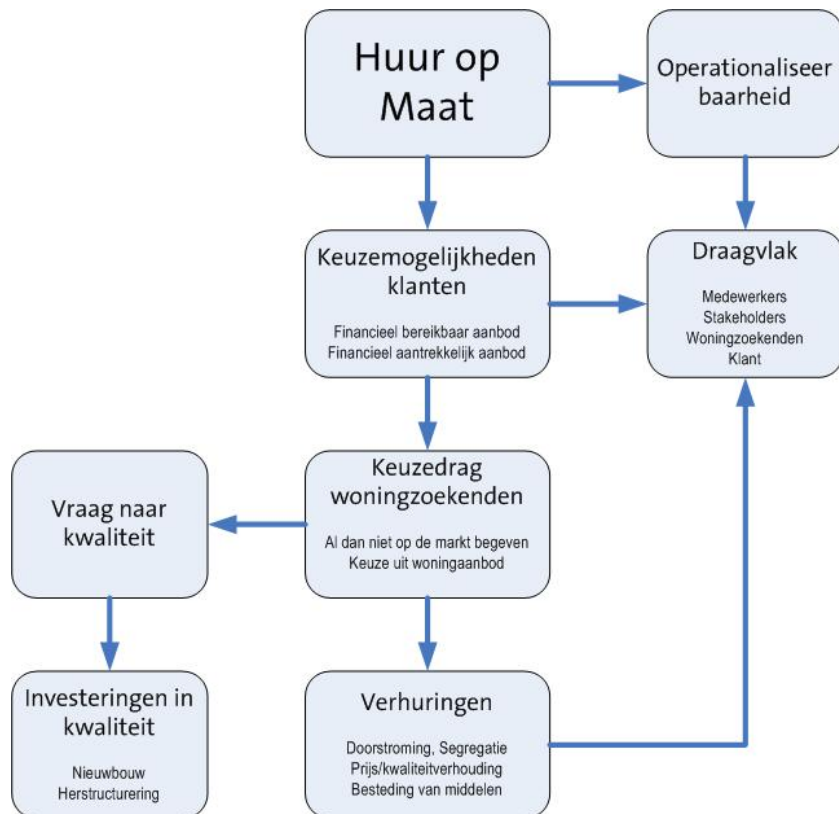 Huur op
Maat
Operationaliseer
baarheid
Keuzemogelijkheden
klanten
Financieel bereikbaar aanbod
Financieel aantrekkelijk aanbod
Draagvlak
Medewerkers
Stakeholders
Woningzoekenden
Klant
Vraag naar
kwaliteit
Keuzedrag
woningzoekenden
Al dan niet op de markt begeven
Keuze uit woningaanbod
Investeringen in
kwaliteit
Nieuwbouw
Herstructurering
Verhuringen
Doorstroming, Segregatie
Prijs/kwaliteitverhouding
Besteding van middelen